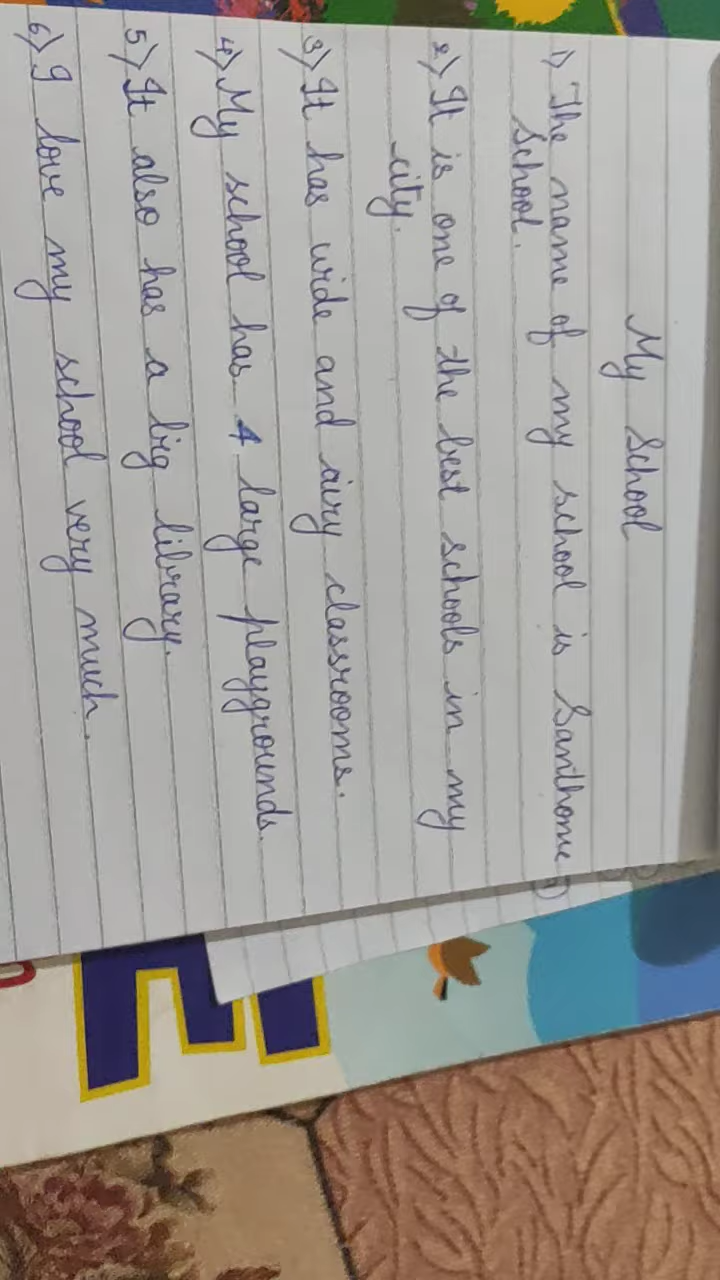 My School
1) The name of my school is Santhome
School.
2) It is one of the best schools in my
city.
3) It has wide and airy classrooms.
4) My school has 4 large playgrounds.
5) It also has a big library.
6) I love my school very much.